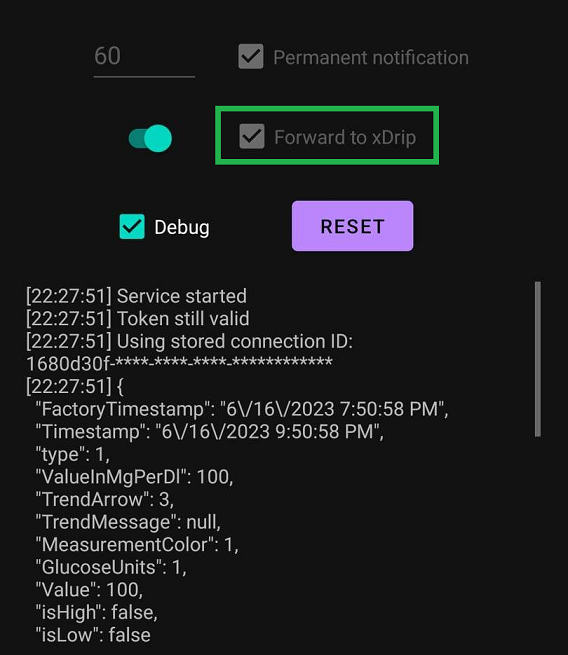 60
Permanent notification
Forward to xDrip
Debug
RESET
[22:27:51] Service started
[22:27:51] Token still valid
[22:27:51] Using stored connection ID:
1680d30f-****-****-****-************
[22:27:51] {
"FactoryTimestamp": "6\/16\/2023 7:50:58 PM",
"Timestamp": "6\/16\/2023 9:50:58 PM",
"type": 1,
"ValueInMgPerDl": 100,
"TrendArrow": 3,
"TrendMessage": null,
"MeasurementColor": 1,
"GlucoseUnits": 1,
"Value": 100,
"isHigh": false,
"isLow": false